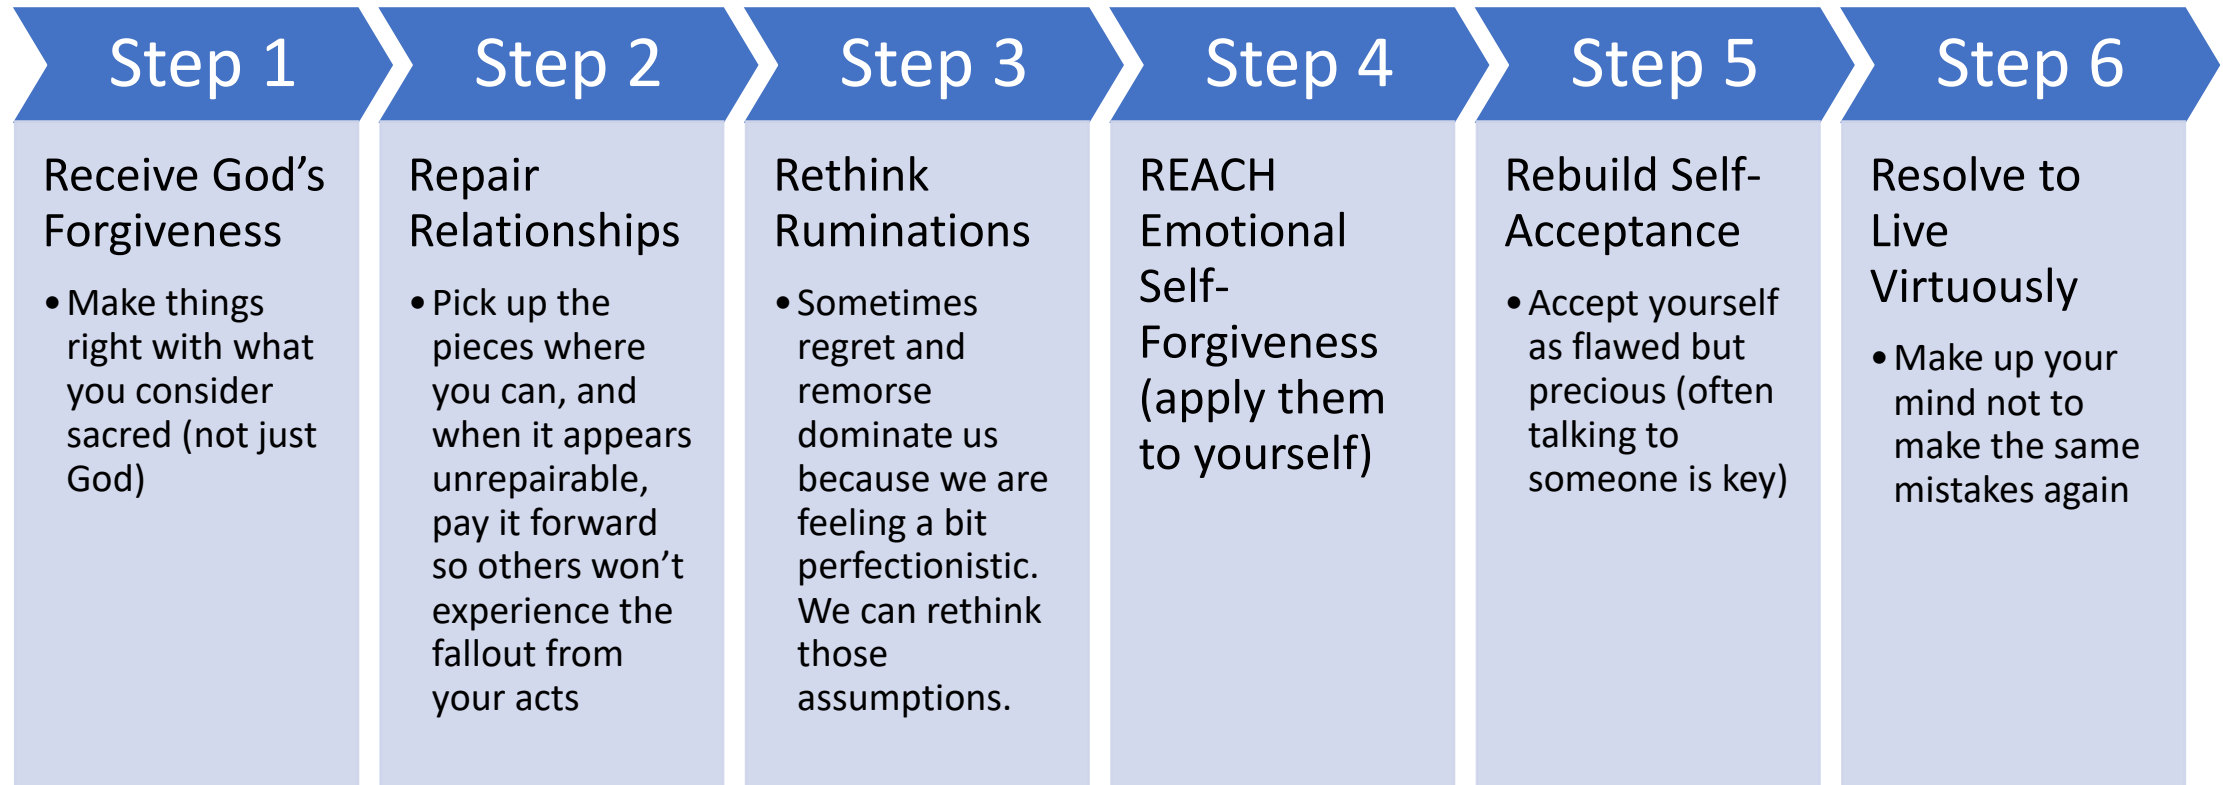 Step 1
Receive God’s
Forgiveness
•Make things
right with what
you consider
sacred (not just
God)
Step 2
Repair
Relationships
•Pick up the
pieces where
you can, and
when it appears
unrepairable,
pay it forward
so others won’t
experience the
fallout from
your acts
Step 3
Rethink
Ruminations
•Sometimes
regret and
remorse
dominate us
because we are
feeling a bit
perfectionistic.
We can rethink
those
assumptions.
Step 4
REACH
Emotional
Self-
Forgiveness
(apply them
to yourself)
Step 5
Rebuild Self-
Acceptance
•Accept yourself
as flawed but
precious (often
talking to
someone is key)
Step 6
Resolve to
Live
Virtuously
•Make up your
mind not to
make the same
mistakes again